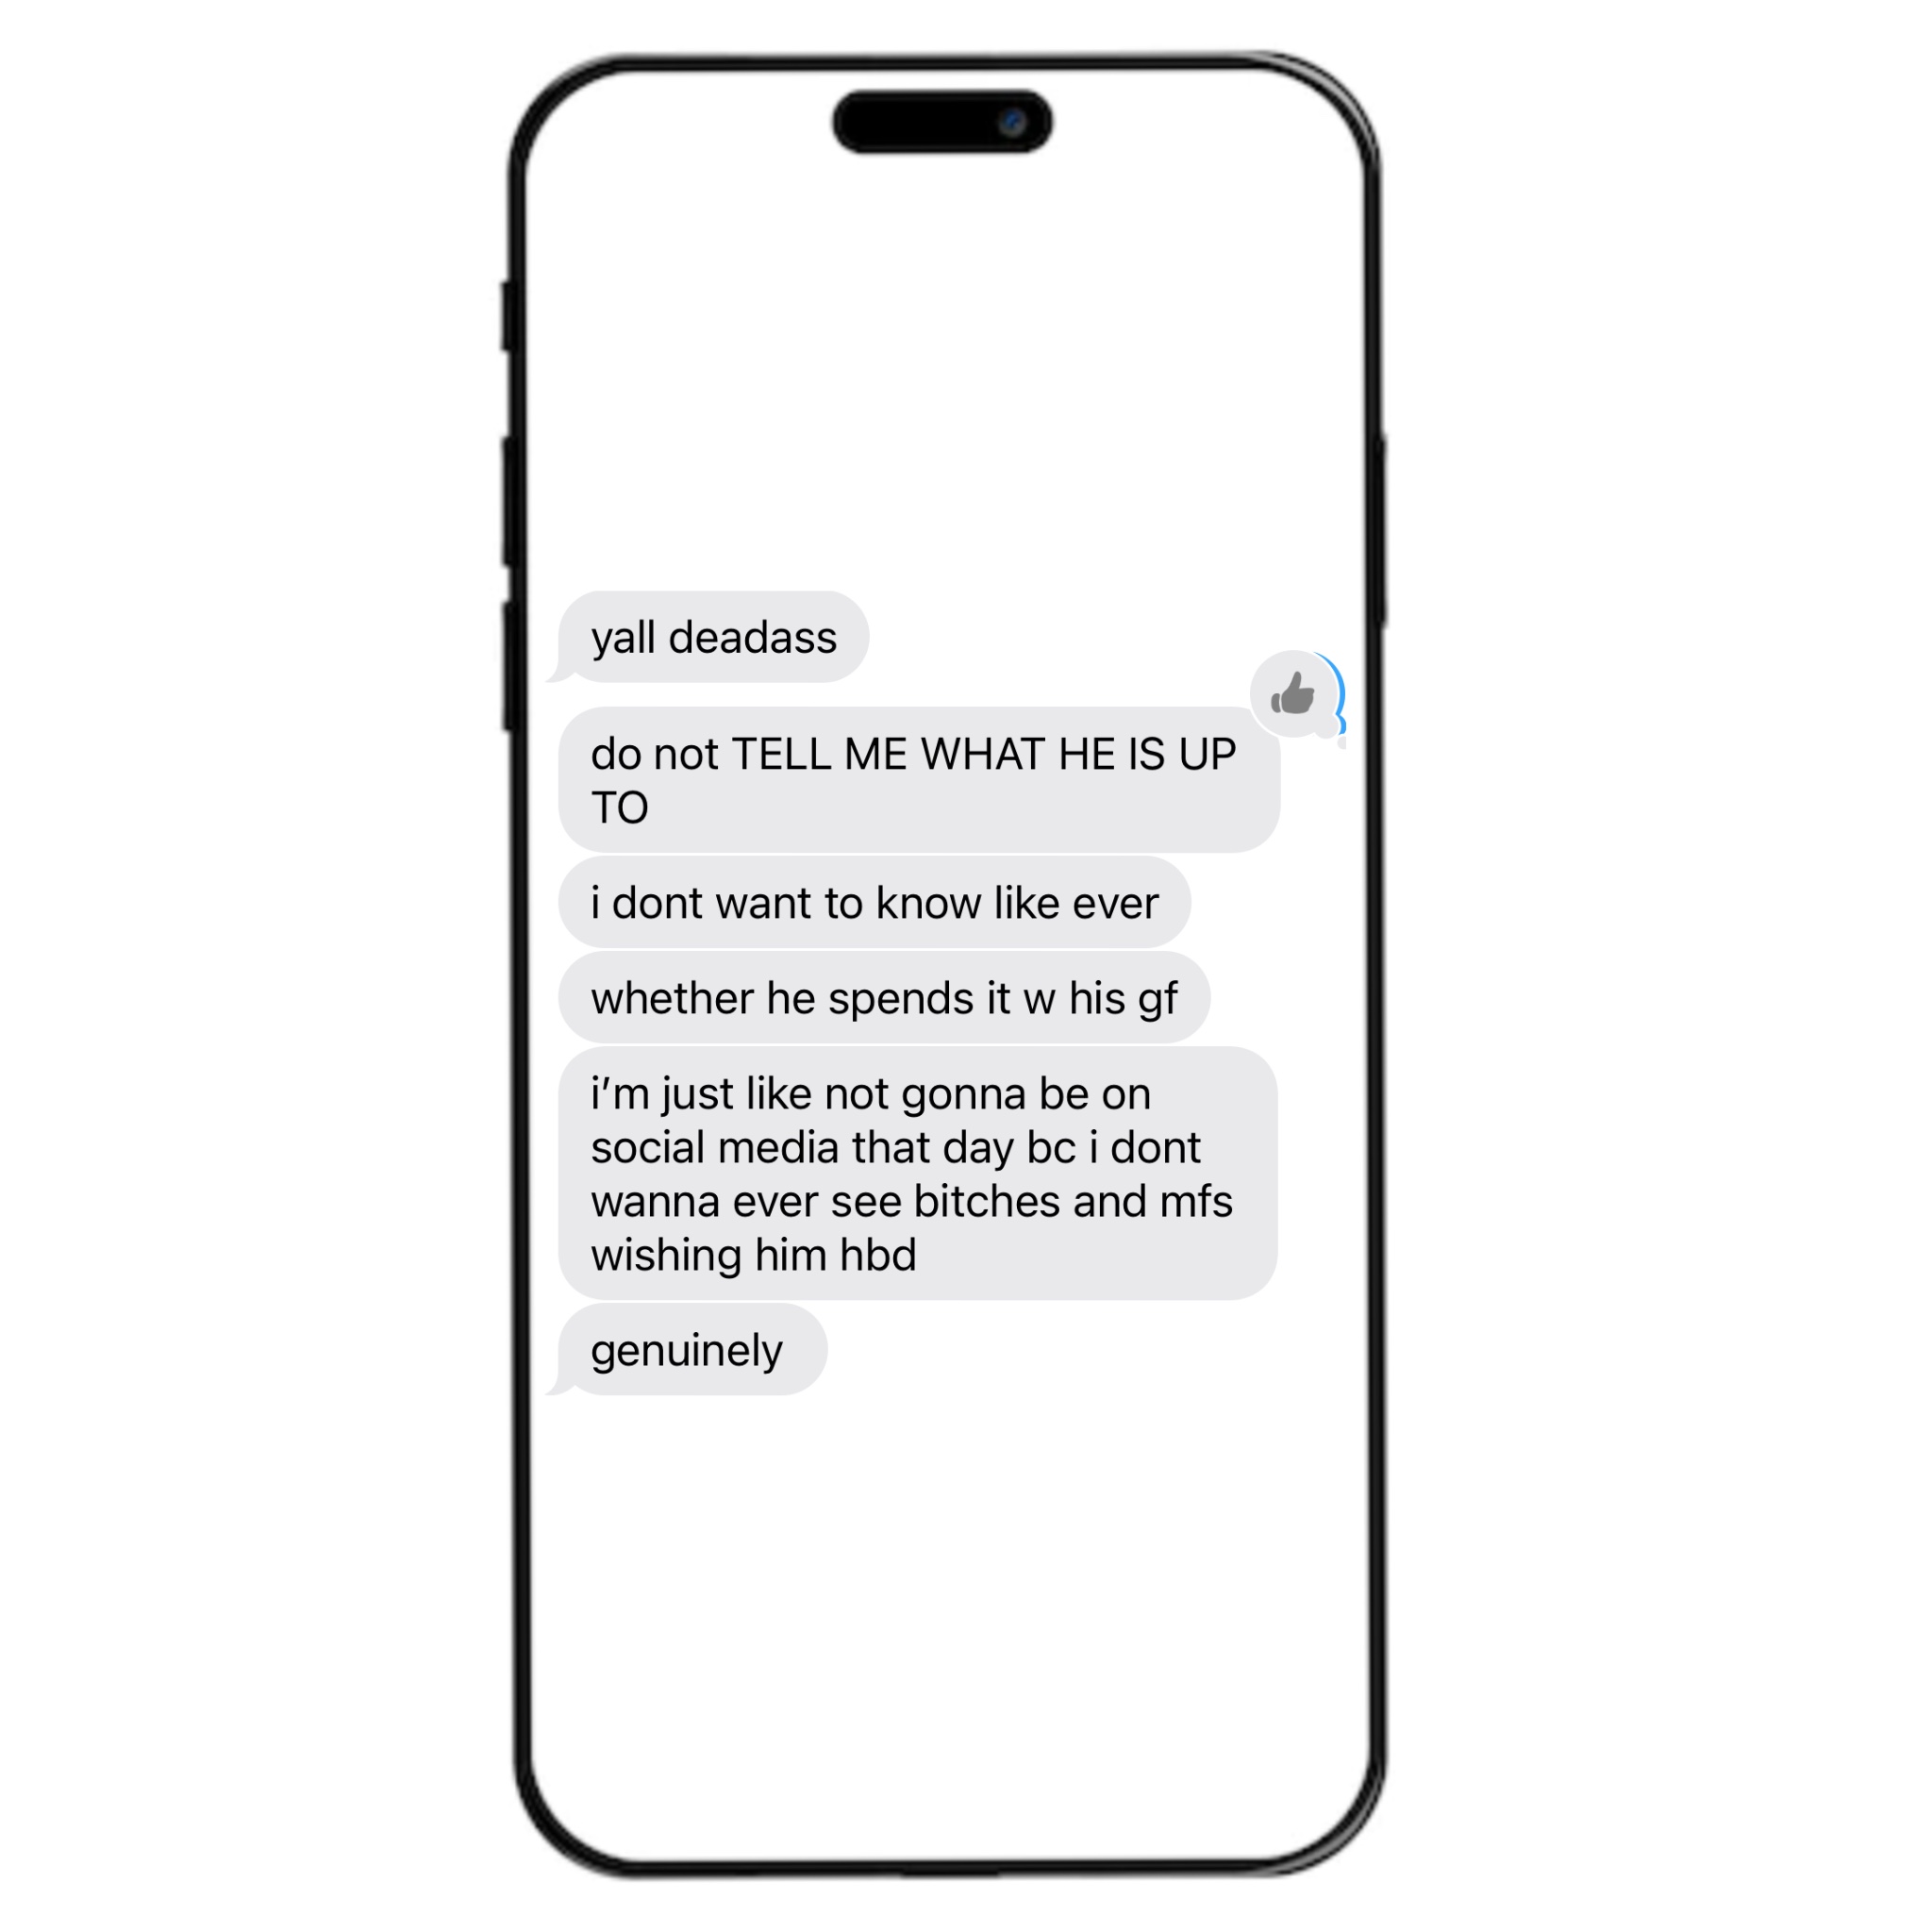 yall deadass
do not TELL ME WHAT HE IS UP
TO
i dont want to know like ever
whether he spends it w his gf
i’m just like not gonna be on
social media that day bc i dont
wanna ever see bitches and mfs
wishing him hbd
genuinely